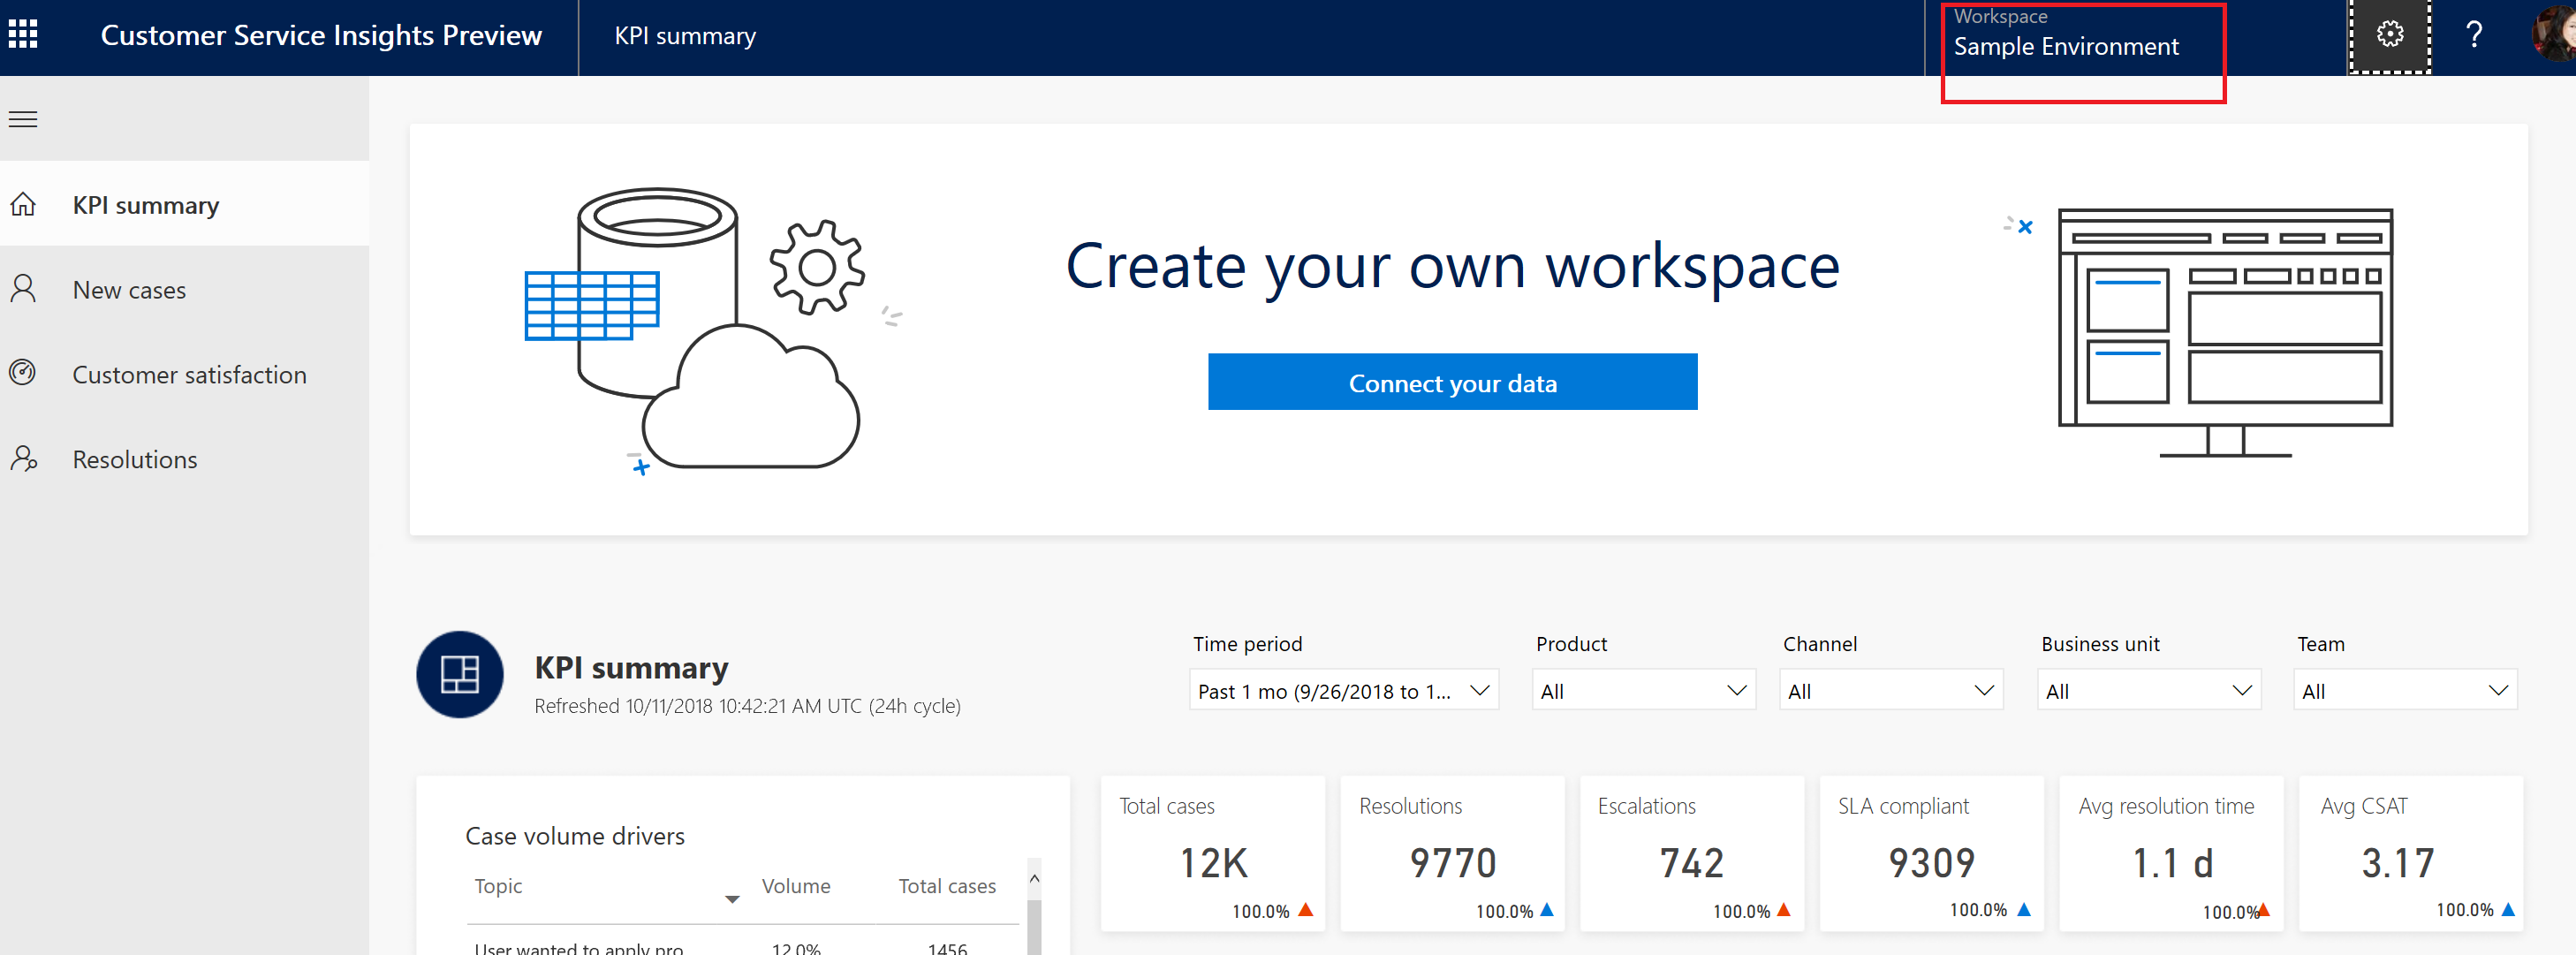 Customer Service Insights Preview
KPI summary
Workspace
Sample Environment
?
KPI summary
New cases
Customer satisfaction
Resolutions
Create your own workspace
Connect your data
KPI summary
Refreshed 10/11/2018 10:42:21 AM UTC (24h cycle)
Time period
Past 1 mo (9/26/2018 to 1...
Product
All
Channel
All
Business unit
All
Team
All
Case volume drivers
Topic Volume Total cases
User wanted to apply pro 12.0% 1456
Total cases
12K
100.0%
Resolutions
9770
100.0%
Escalations
742
100.0%
SLA compliant
9309
100.0%
Avg resolution time
1.1 d
100.0%
Avg CSAT
3.17
100.0%